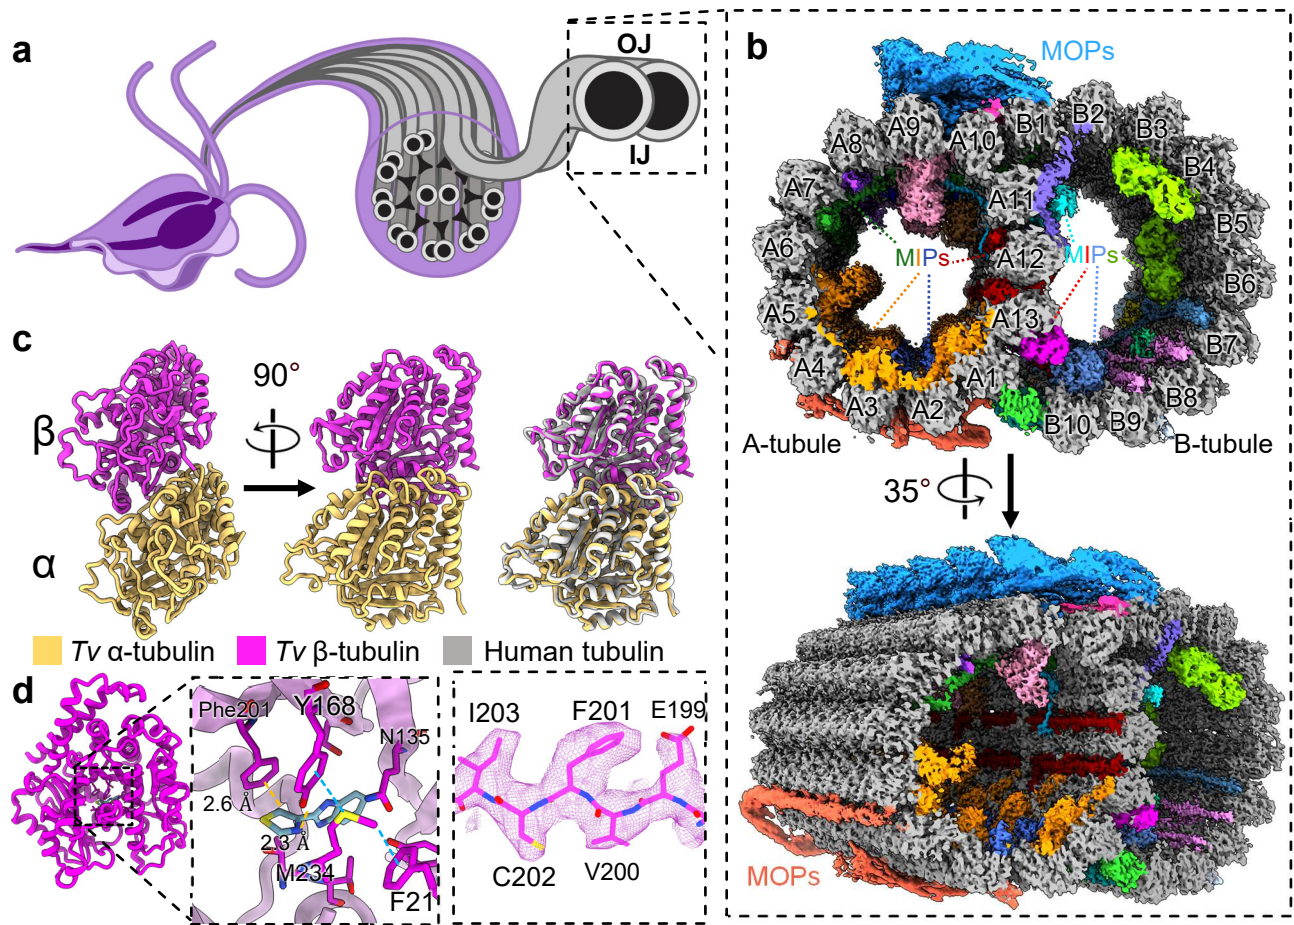 a
OJ
IJ
b
MOPs
A9
A10
B1
B2
B3
A8
B4
A7
A11
B5
A6
MIPs
A12
MIPs
B6
A5
A13
B7
A4
A1
B8
A3
A2
B10
B9
A-tubule
B-tubule
35°
MOPs
c
90°
β
α
Tv α-tubulin
Tv β-tubulin
Human tubulin
d
Phe201
Y168
N135
2.6 Å
2.3 Å
M234
F21
I203
F201
E199
C202
V200